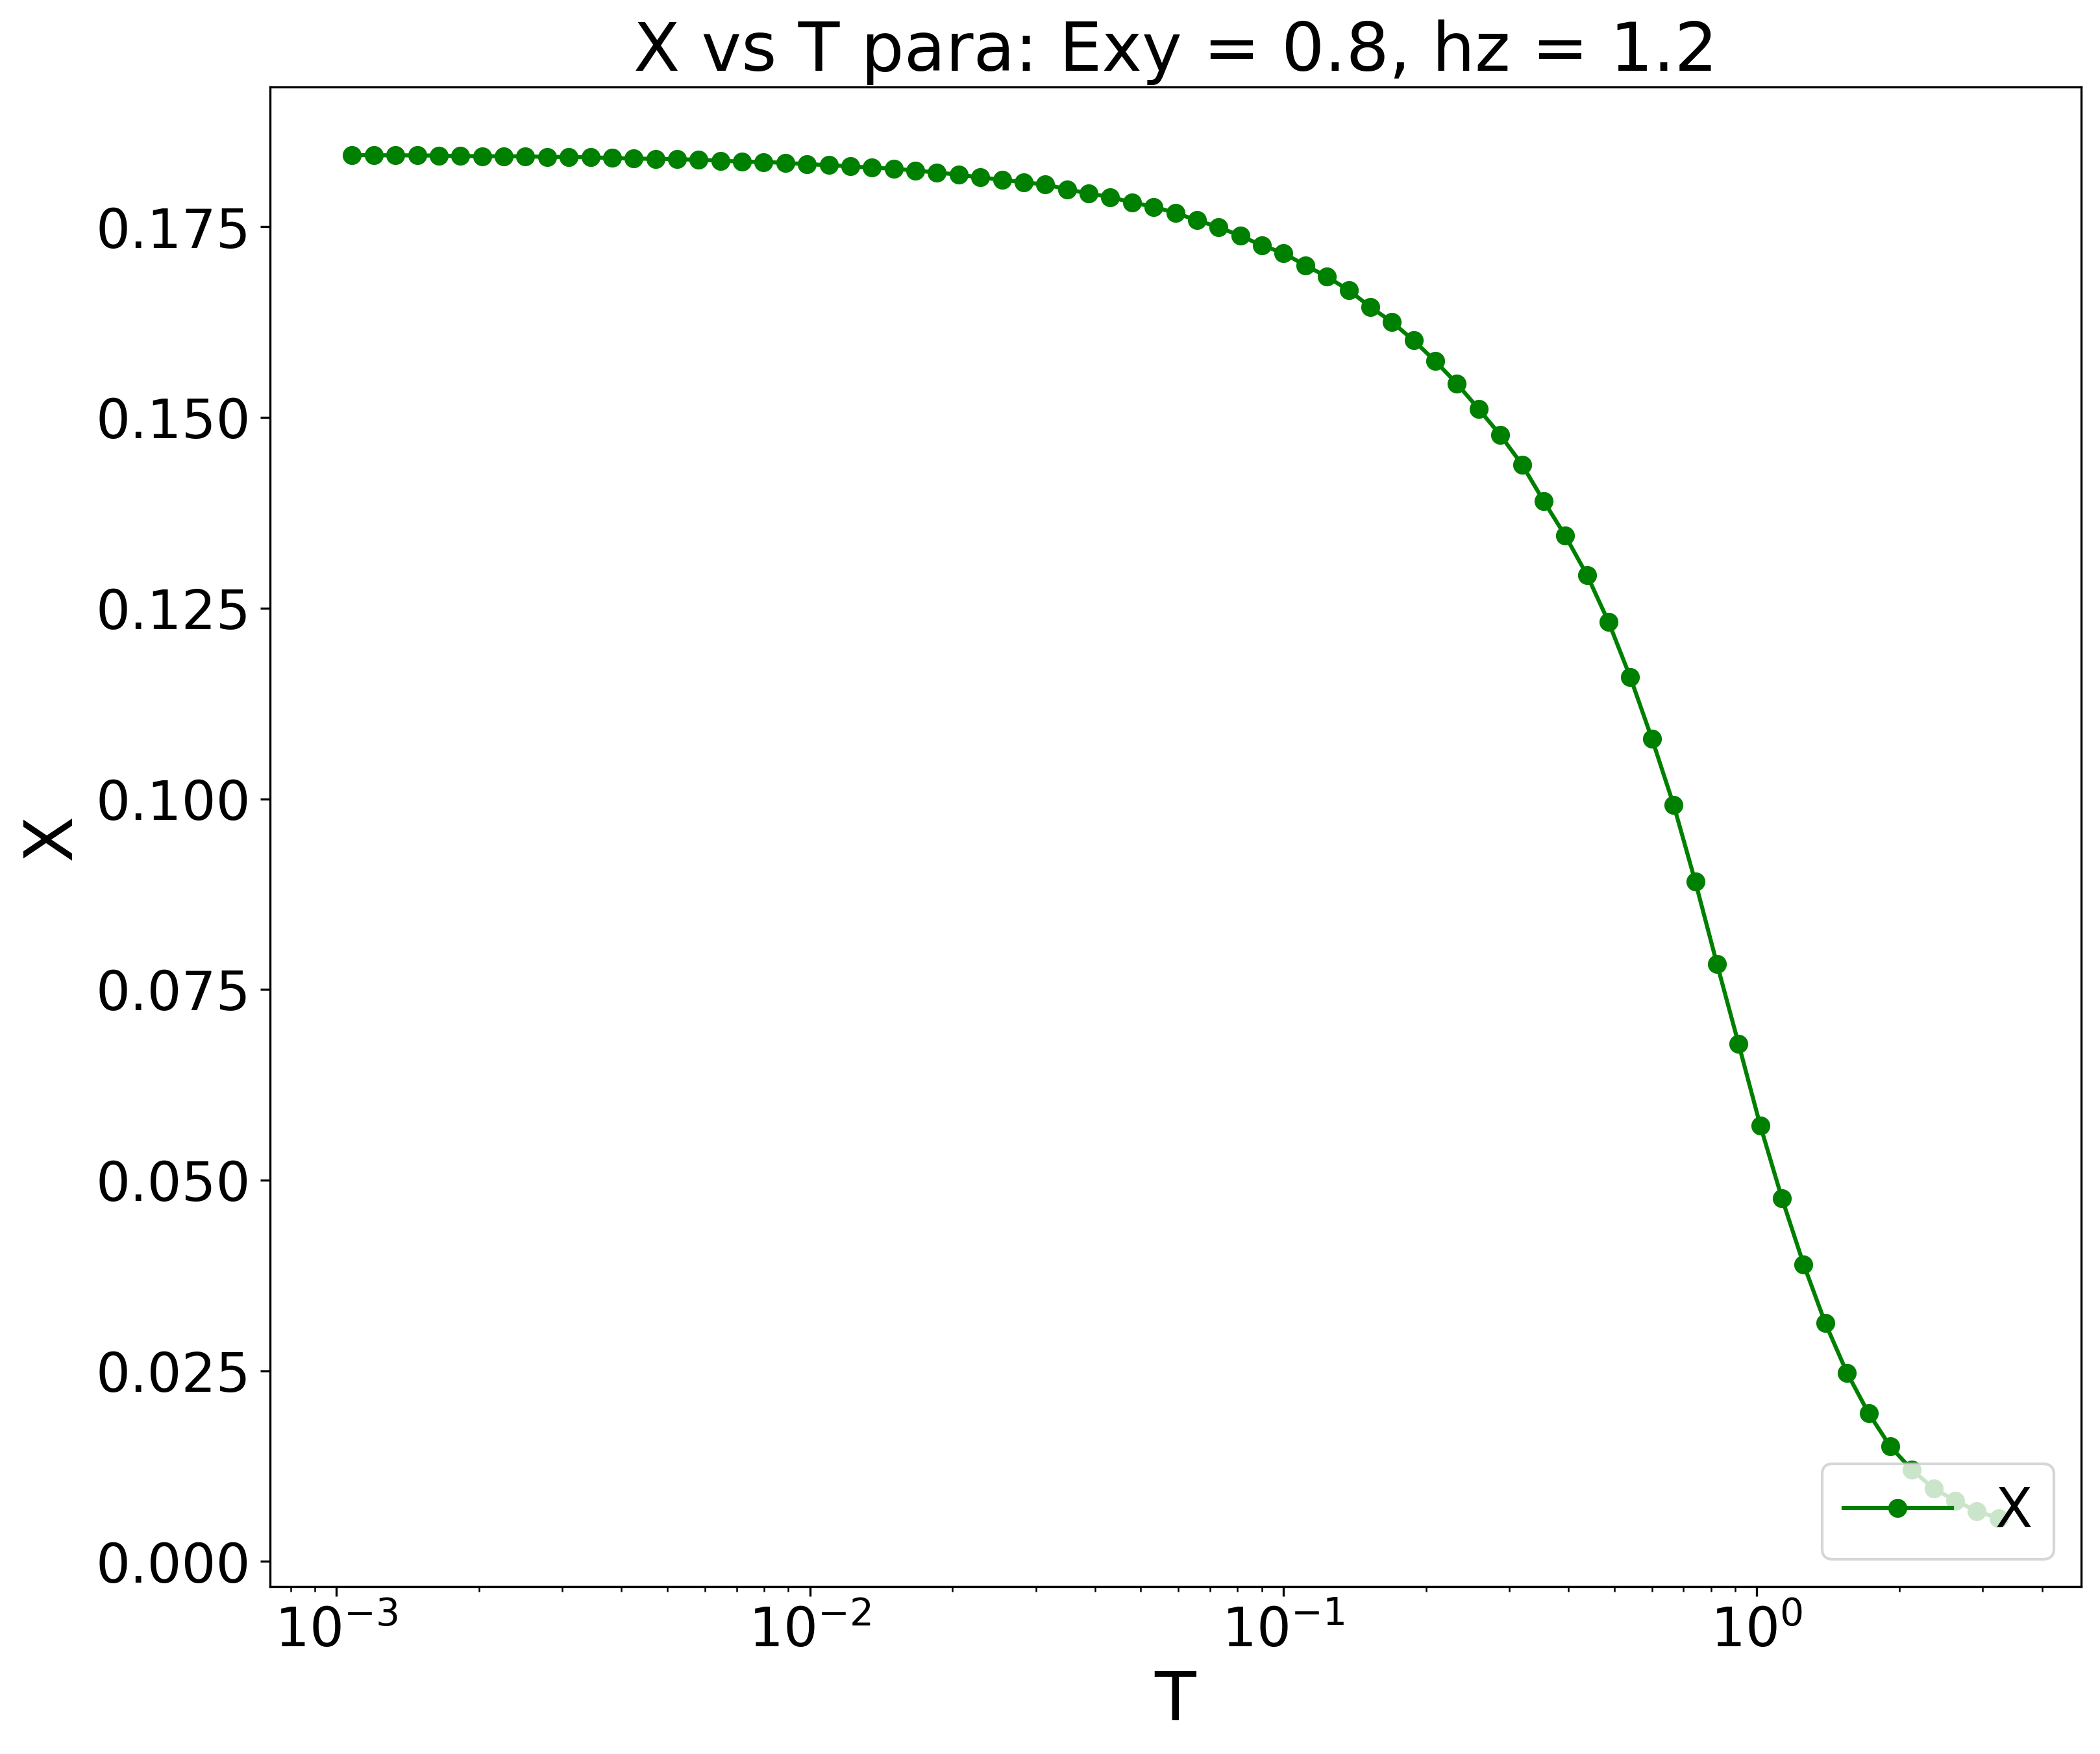 X vs T para: Exy = 0.8, hz = 1.2
X
0.175
0.150
0.125
0.100
0.075
0.050
0.025
0.000
X
10⁻³ 10⁻² 10⁻¹ 10⁰
T